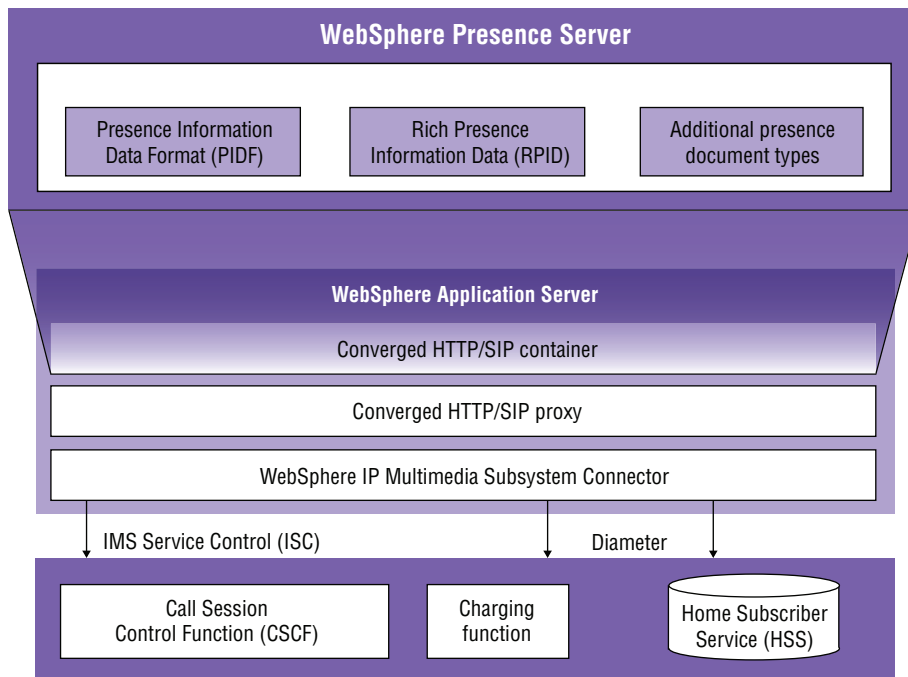 WebSphere Presence Server
Presence Information
Data Format (PIDF)
Rich Presence
Information Data (RPID)
Additional presence
document types
WebSphere Application Server
Converged HTTP/SIP container
Converged HTTP/SIP proxy
WebSphere IP Multimedia Subsystem Connector
IMS Service Control (ISC)
Diameter
Call Session
Control Function (CSCF)
Charging
function
Home Subscriber
Service (HSS)